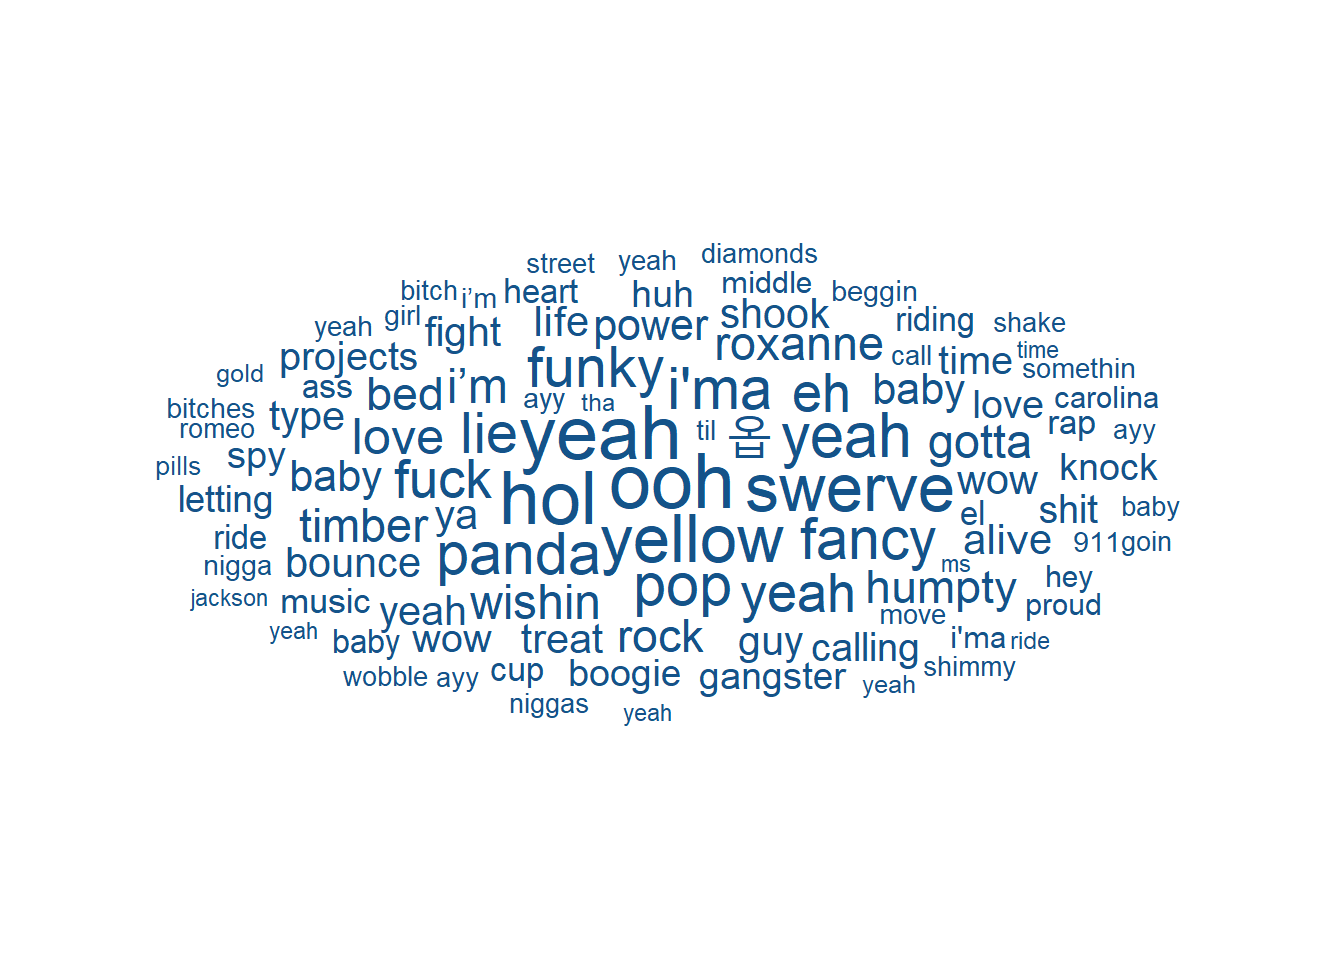 street yeah diamonds
bitch i’m heart huh middle beggin
yeah girl fight life power shook riding shake
projects funky roxanne call time time somethin
gold ass bed i’m ayy tha i'ma eh baby love carolina
bitches romeo type love lie yeah til 옵 yeah gotta rap ayy
pills spy baby fuck hol ooh swerve wow knock
letting timber ya el shit baby
ride bounce panda yellow fancy alive 911 goin
nigga ms hey
jackson music yeah wishin pop yeah humpty proud
yeah baby wow treat rock guy calling move i'ma ride
wobble ayy cup boogie gangster yeah shimmy
niggas yeah